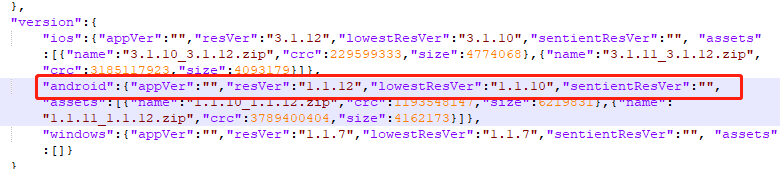 },
"version":{
"ios":{"appVer":"","resVer":"3.1.12","lowestResVer":"3.1.10","sentientResVer":"", "assets"
:[{"name":"3.1.10_3.1.12.zip","crc":229599333,"size":4774068},{"name":"3.1.11_3.1.12.zip",
"crc":3185117923,"size":4093179}]},
"android":{"appVer":"","resVer":"1.1.12","lowestResVer":"1.1.10","sentientResVer":"",
"assets":[{"name":"1.1.10_1.1.12.zip","crc":1193548147,"size":6219831},{"name":
"1.1.11_1.1.12.zip","crc":3789400404,"size":4162173}]},
"windows":{"appVer":"","resVer":"1.1.7","lowestResVer":"1.1.7","sentientResVer":"", "assets"
:[]}
}